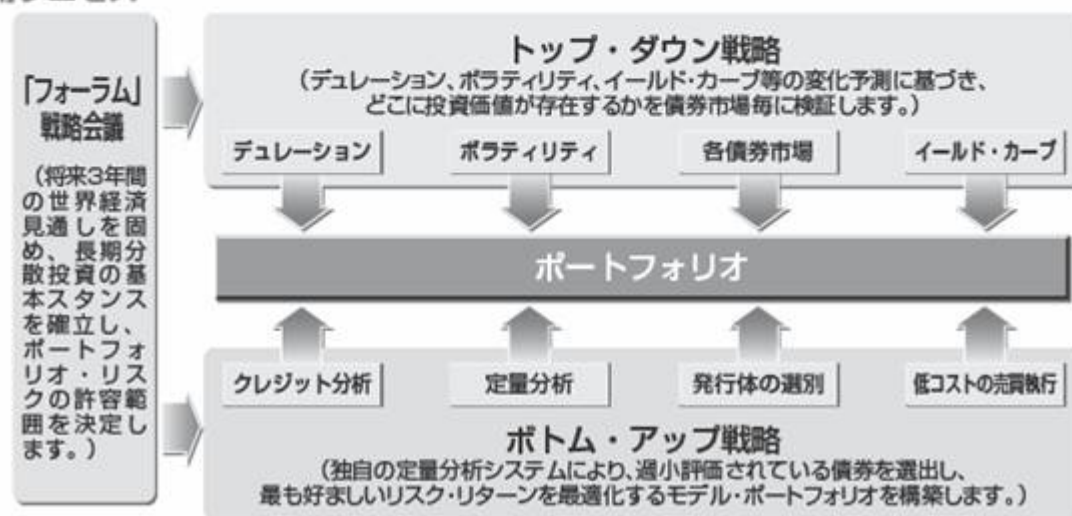 「フォーラム」
戦略会議
（将来3年間
の世界経済
見通しを固
め、長期分
散投資の基
本スタンス
を確立し、
ポートフォ
リオ・リス
クの許容範
囲を決定し
ます。）
トップ・ダウン戦略
（デュレーション、ボラティリティ、イールド・カーブ等の変化予測に基づき、
どこに投資価値が存在するかを債券市場毎に検証します。）
デュレーション
ボラティリティ
各債券市場
イールド・カーブ
ポートフォリオ
クレジット分析
定量分析
発行体の選別
低コストの売買執行
ボトム・アップ戦略
（独自の定量分析システムにより、過小評価されている債券を選出し、
最も好ましいリスク・リターンを最適化するモデル・ポートフォリオを構築します。）